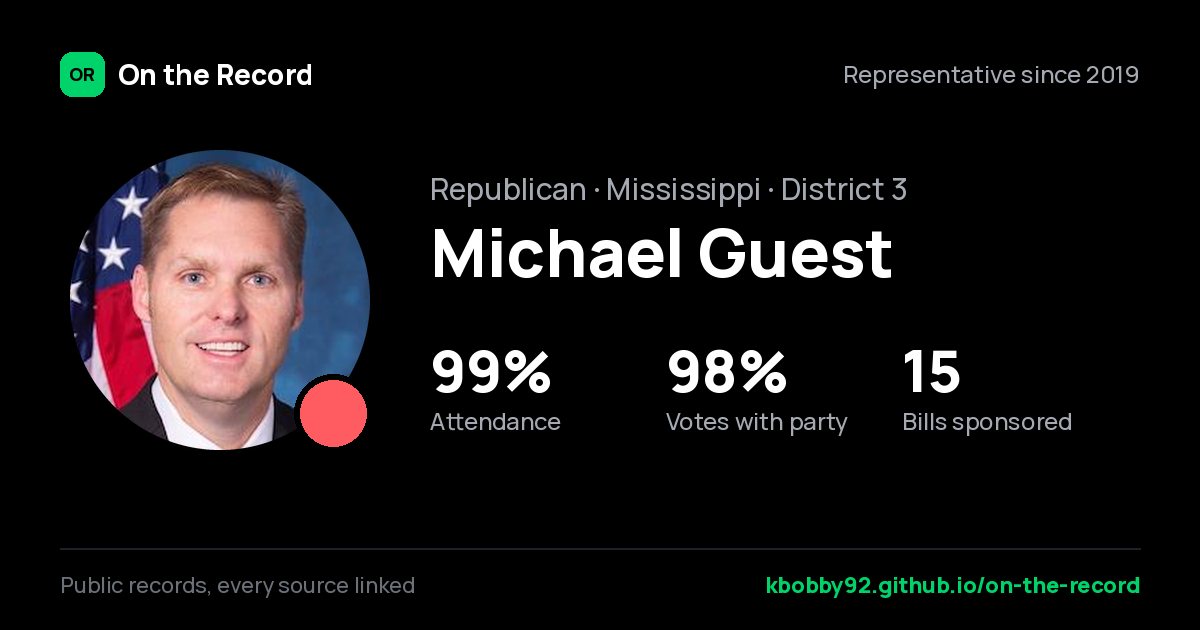 OR On the Record
Representative since 2019
Republican · Mississippi · District 3
Michael Guest
99% 98% 15
Attendance Votes with party Bills sponsored
Public records, every source linked
kbobby92.github.io/on-the-record